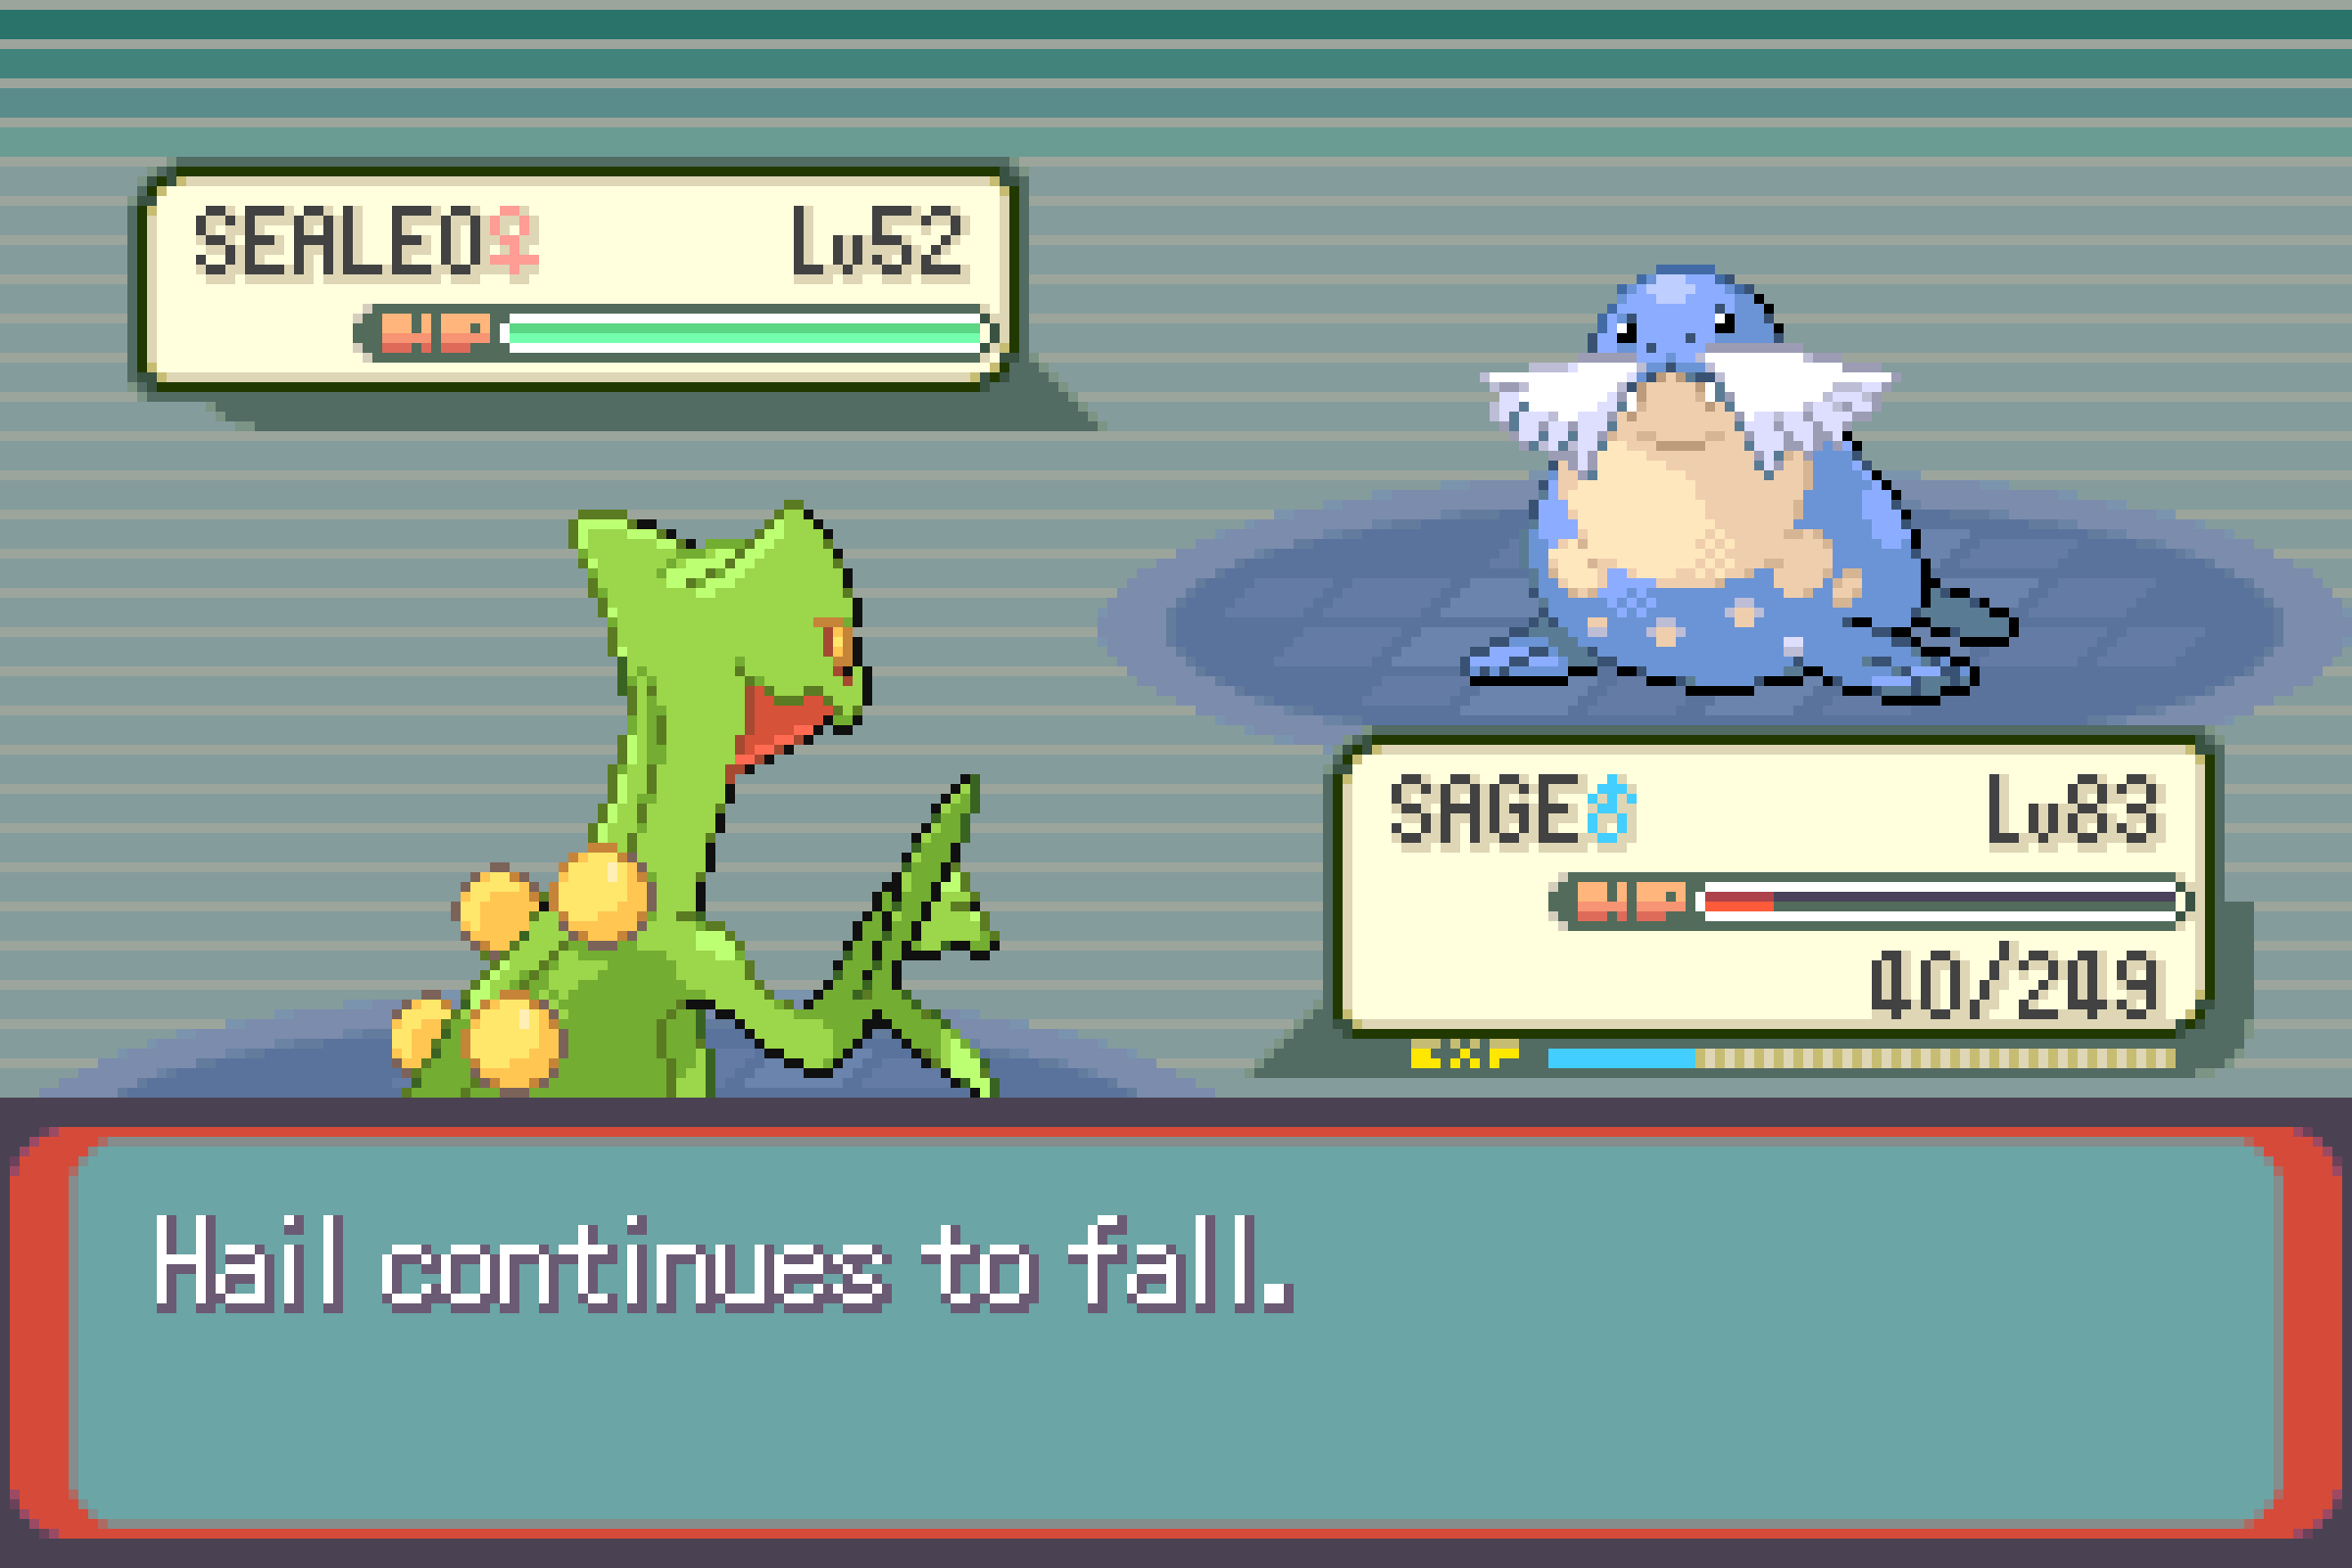 SEALEO♀ Lv52
HP
SAGE♂ Lv83
HP
40/249
EXP
Hail continues to fall.